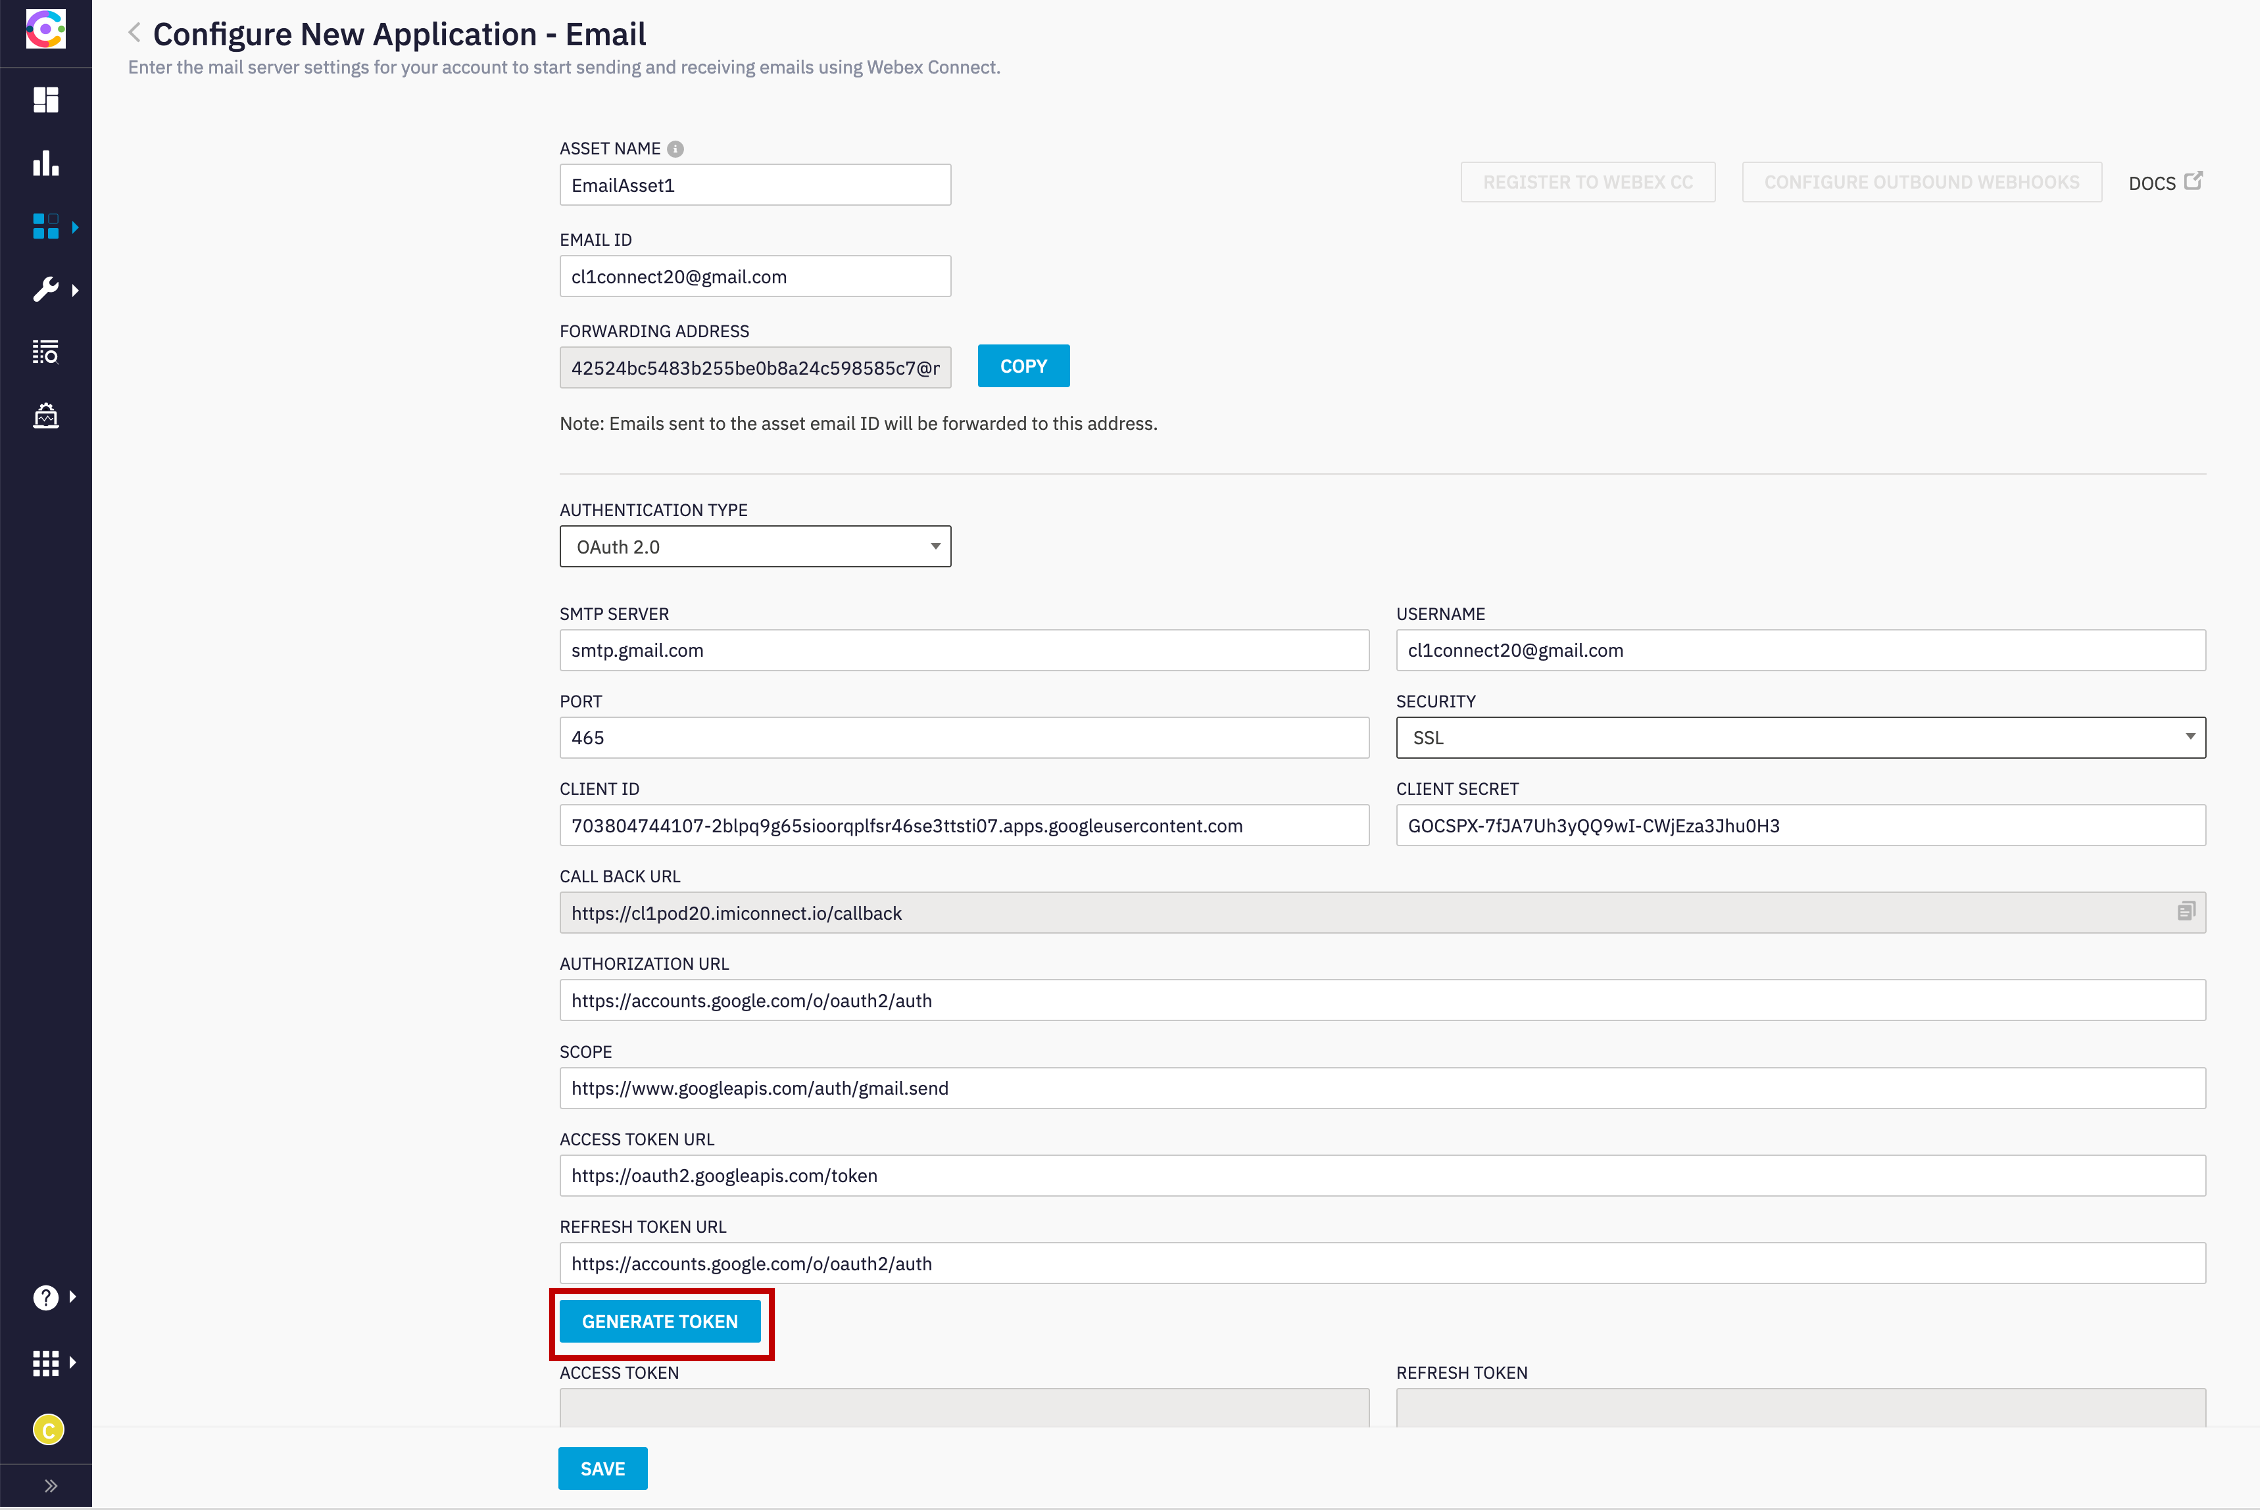 Configure New Application - Email
Enter the mail server settings for your account to start sending and receiving emails using Webex Connect.
ASSET NAME
EmailAsset1
REGISTER TO WEBEX CC
CONFIGURE OUTBOUND WEBHOOKS
DOCS
EMAIL ID
cl1connect20@gmail.com
FORWARDING ADDRESS
42524bc5483b255be0b8a24c598585c7@r
COPY
Note: Emails sent to the asset email ID will be forwarded to this address.
AUTHENTICATION TYPE
OAuth 2.0
SMTP SERVER
smtp.gmail.com
USERNAME
cl1connect20@gmail.com
PORT
465
SECURITY
SSL
CLIENT ID
703804744107-2blpq9g65sioorqplfsr46se3ttsti07.apps.googleusercontent.com
CLIENT SECRET
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
CALL BACK URL
https://cl1pod20.imiconnect.io/callback
AUTHORIZATION URL
https://accounts.google.com/o/oauth2/auth
SCOPE
https://www.googleapis.com/auth/gmail.send
ACCESS TOKEN URL
https://oauth2.googleapis.com/token
REFRESH TOKEN URL
https://accounts.google.com/o/oauth2/auth
GENERATE TOKEN
ACCESS TOKEN
REFRESH TOKEN
C
SAVE